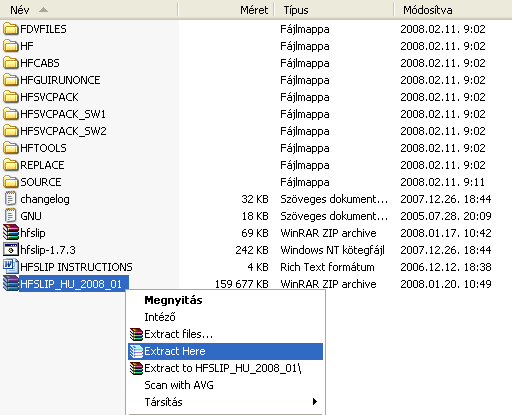 Név Méret Típus Módosítva
FDVFILES Fájlmappa 2008.02.11. 9:02
HF Fájlmappa 2008.02.11. 9:02
HFCABS Fájlmappa 2008.02.11. 9:02
HFGUIRUNONCE Fájlmappa 2008.02.11. 9:02
HFSVCPACK Fájlmappa 2008.02.11. 9:02
HFSVCPACK_SW1 Fájlmappa 2008.02.11. 9:02
HFSVCPACK_SW2 Fájlmappa 2008.02.11. 9:02
HFTOOLS Fájlmappa 2008.02.11. 9:02
REPLACE Fájlmappa 2008.02.11. 9:02
SOURCE Fájlmappa 2008.02.11. 9:11
changelog 32 KB Szöveges dokument... 2007.12.26. 18:44
GNU 18 KB Szöveges dokument... 2005.07.28. 20:09
hfslip 69 KB WinRAR ZIP archive 2008.01.17. 10:42
hfslip-1.7.3 242 KB Windows NT kötegfájl 2007.12.26. 18:44
HFSLIP INSTRUCTIONS 4 KB Rich Text formátum 2006.12.12. 18:38
HFSLIP_HU_2008_01 159 677 KB WinRAR ZIP archive 2008.01.20. 10:49
Megnyitás
Intéző
Extract files...
Extract Here
Extract to HFSLIP_HU_2008_01\
Scan with AVG
Társítás